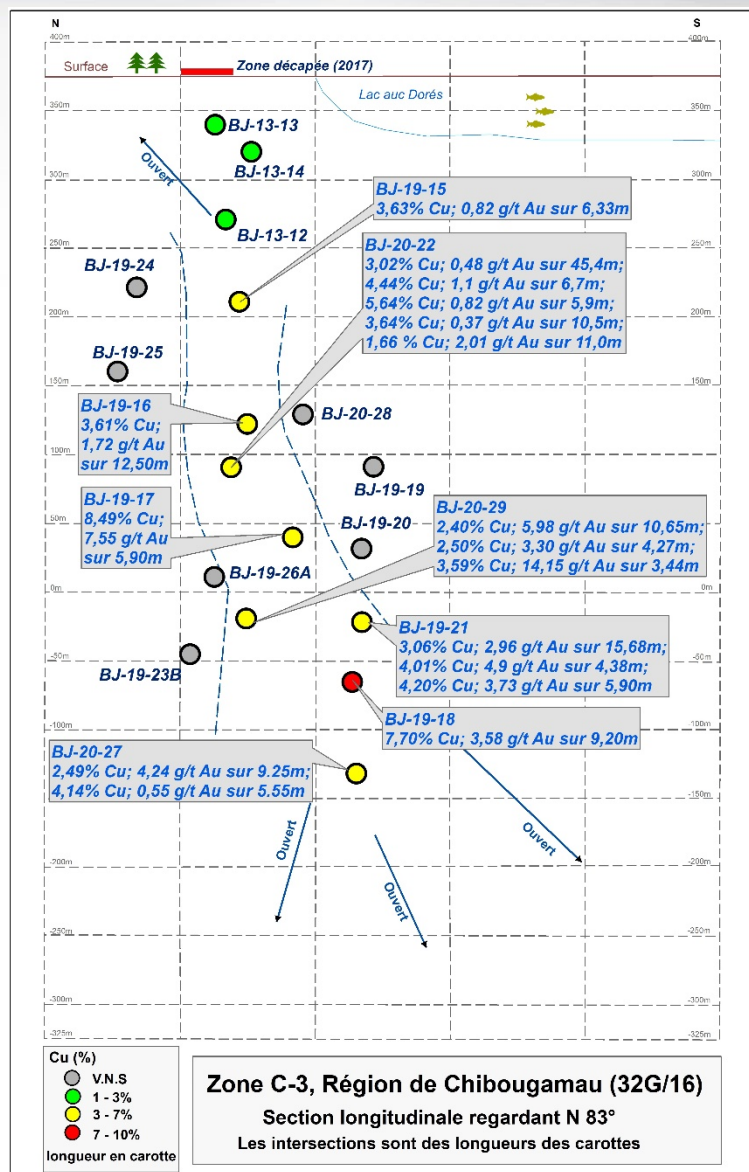 N
S
400m
400m
Surface
Zone décapée (2017)
Lac auc Dorés
350m
350m
BJ-13-13
BJ-13-14
Ouvert
300m
300m
BJ-19-15
3,63% Cu; 0,82 g/t Au sur 6,33m
BJ-13-12
250m
250m
BJ-20-22
3,02% Cu; 0,48 g/t Au sur 45,4m;
4,44% Cu; 1,1 g/t Au sur 6,7m;
5,64% Cu; 0,82 g/t Au sur 5,9m;
3,64% Cu; 0,37 g/t Au sur 10,5m;
1,66 % Cu; 2,01 g/t Au sur 11,0m;
BJ-19-24
200m
200m
BJ-19-25
150m
150m
BJ-19-16
3,61% Cu;
1,72 g/t Au
sur 12,50m
BJ-20-28
100m
100m
BJ-19-19
BJ-19-17
8,49% Cu;
7,55 g/t Au
sur 5,90m
50m
50m
BJ-20-29
2,40% Cu; 5,98 g/t Au sur 10,65m;
2,50% Cu; 3,30 g/t Au sur 4,27m;
3,59% Cu; 14,15 g/t Au sur 3,44m
BJ-19-20
BJ-19-26A
0m
0m
BJ-19-21
3,06% Cu; 2,96 g/t Au sur 15,68m;
4,01% Cu; 4,9 g/t Au sur 4,38m;
4,20% Cu; 3,73 g/t Au sur 5,90m
-50m
-50m
BJ-19-23B
BJ-19-18
7,70% Cu; 3,58 g/t Au sur 9,20m
-100m
-100m
BJ-20-27
2,49% Cu; 4,24 g/t Au sur 9.25m;
4,14% Cu; 0,55 g/t Au sur 5.55m
-150m
-150m
Ouvert
Ouvert
Ouvert
-200m
-200m
-250m
-250m
-300m
-300m
-325m
-325m
Cu (%)
V.N.S
1 - 3%
3 - 7%
7 - 10%
longueur en carotte
Zone C-3, Région de Chibougamau (32G/16)
Section longitudinale regardant N 83°
Les intersections sont des longueurs des carottes